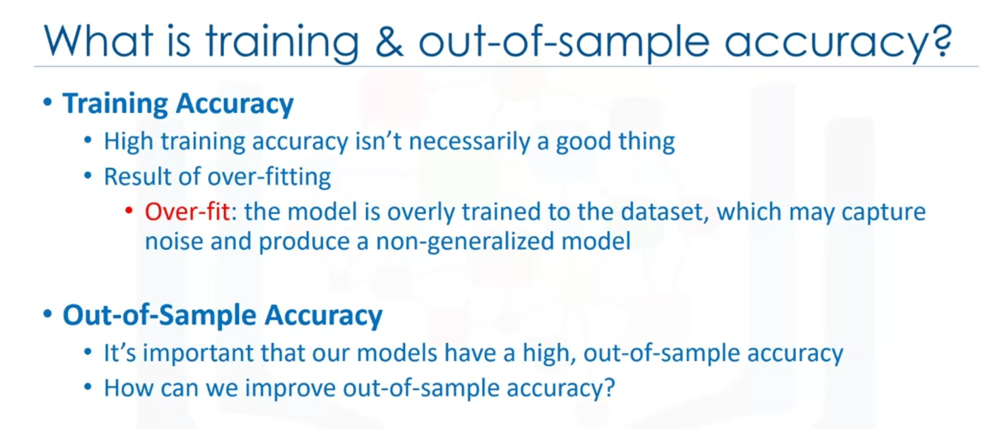 What is training & out-of-sample accuracy?
• Training Accuracy
• High training accuracy isn’t necessarily a good thing
• Result of over-fitting
• Over-fit: the model is overly trained to the dataset, which may capture
noise and produce a non-generalized model
• Out-of-Sample Accuracy
• It’s important that our models have a high, out-of-sample accuracy
• How can we improve out-of-sample accuracy?